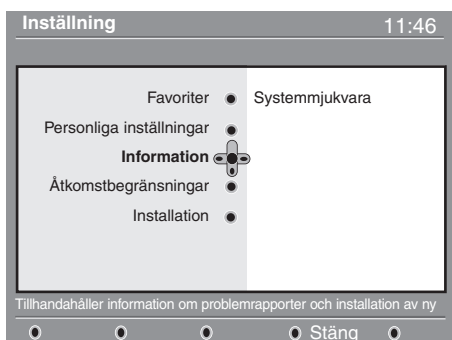 Inställning 11:46
Favoriter Systemmjukvara
Personliga inställningar
Information
Åtkomstbegränsningar
Installation
Tillhandahåller information om problemrapporter och installation av ny
Stäng